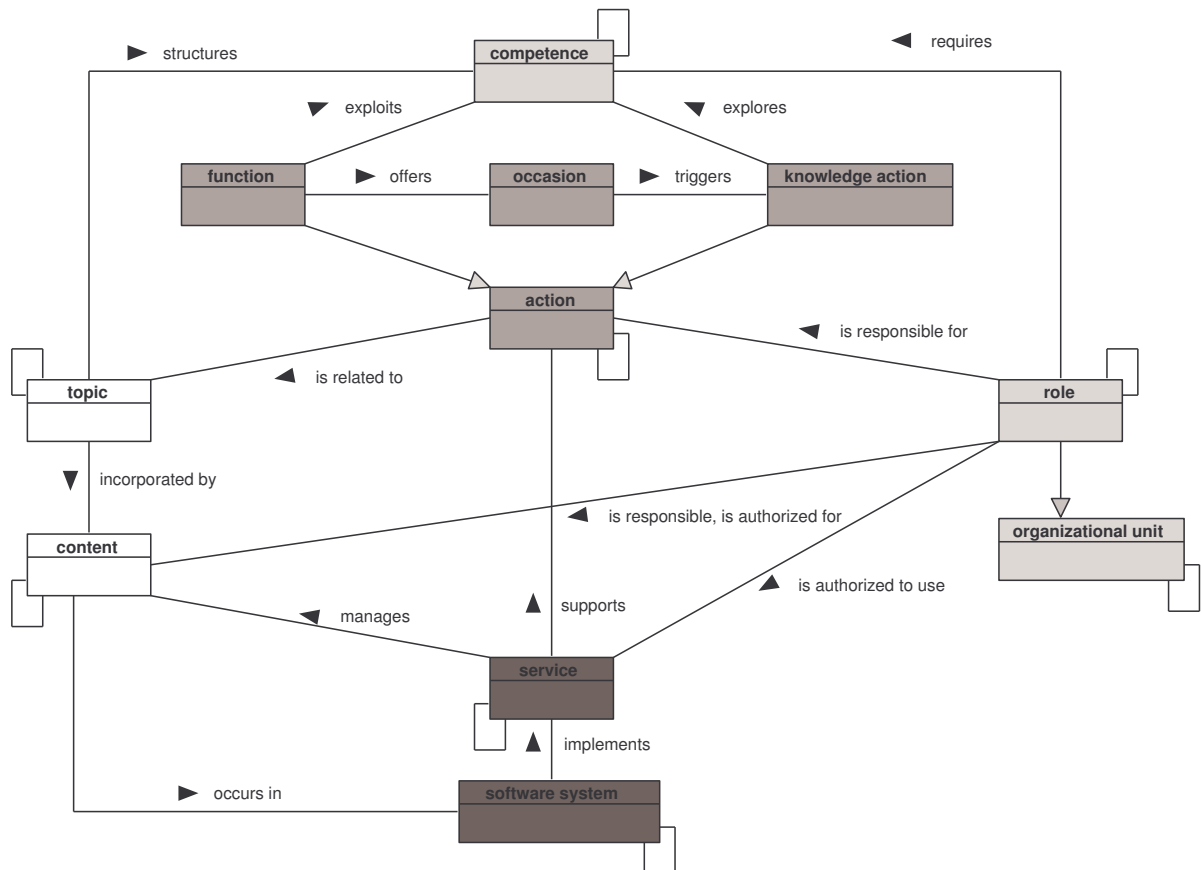 structures
competence
requires
exploits
explores
function
offers
occasion
triggers
knowledge action
action
is responsible for
is related to
topic
role
incorporated by
is responsible, is authorized for
organizational unit
content
is authorized to use
manages
supports
service
implements
occurs in
software system